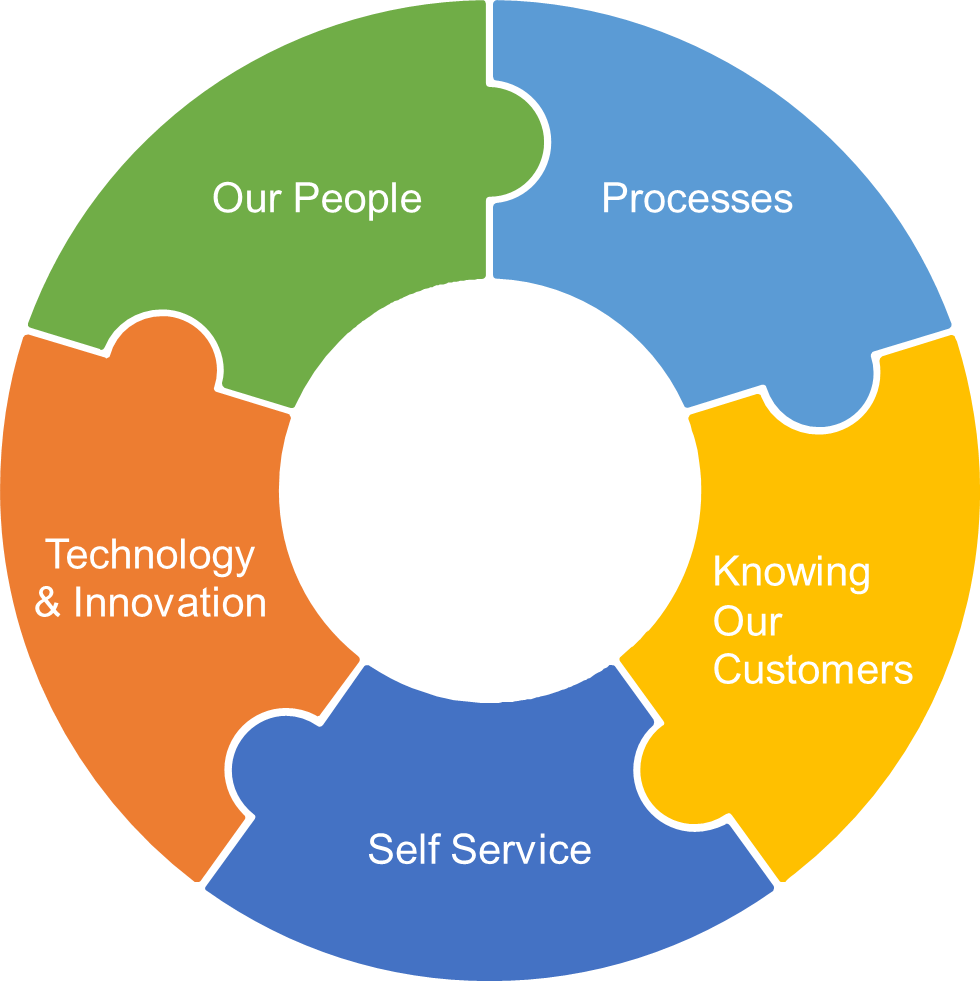 Our People
Processes
Technology
& Innovation
Knowing
Our
Customers
Self Service